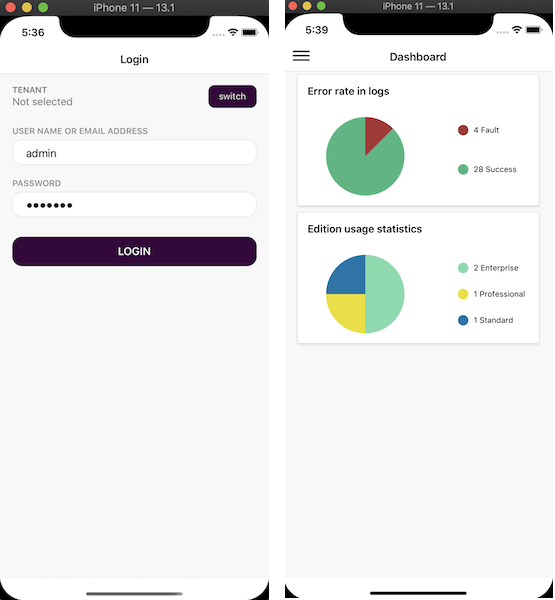 iPhone 11 — 13.1
5:36
Login
TENANT
Not selected
switch
USER NAME OR EMAIL ADDRESS
admin
PASSWORD
•••••••
LOGIN
iPhone 11 — 13.1
5:39
Dashboard
Error rate in logs
4 Fault
28 Success
Edition usage statistics
2 Enterprise
1 Professional
1 Standard